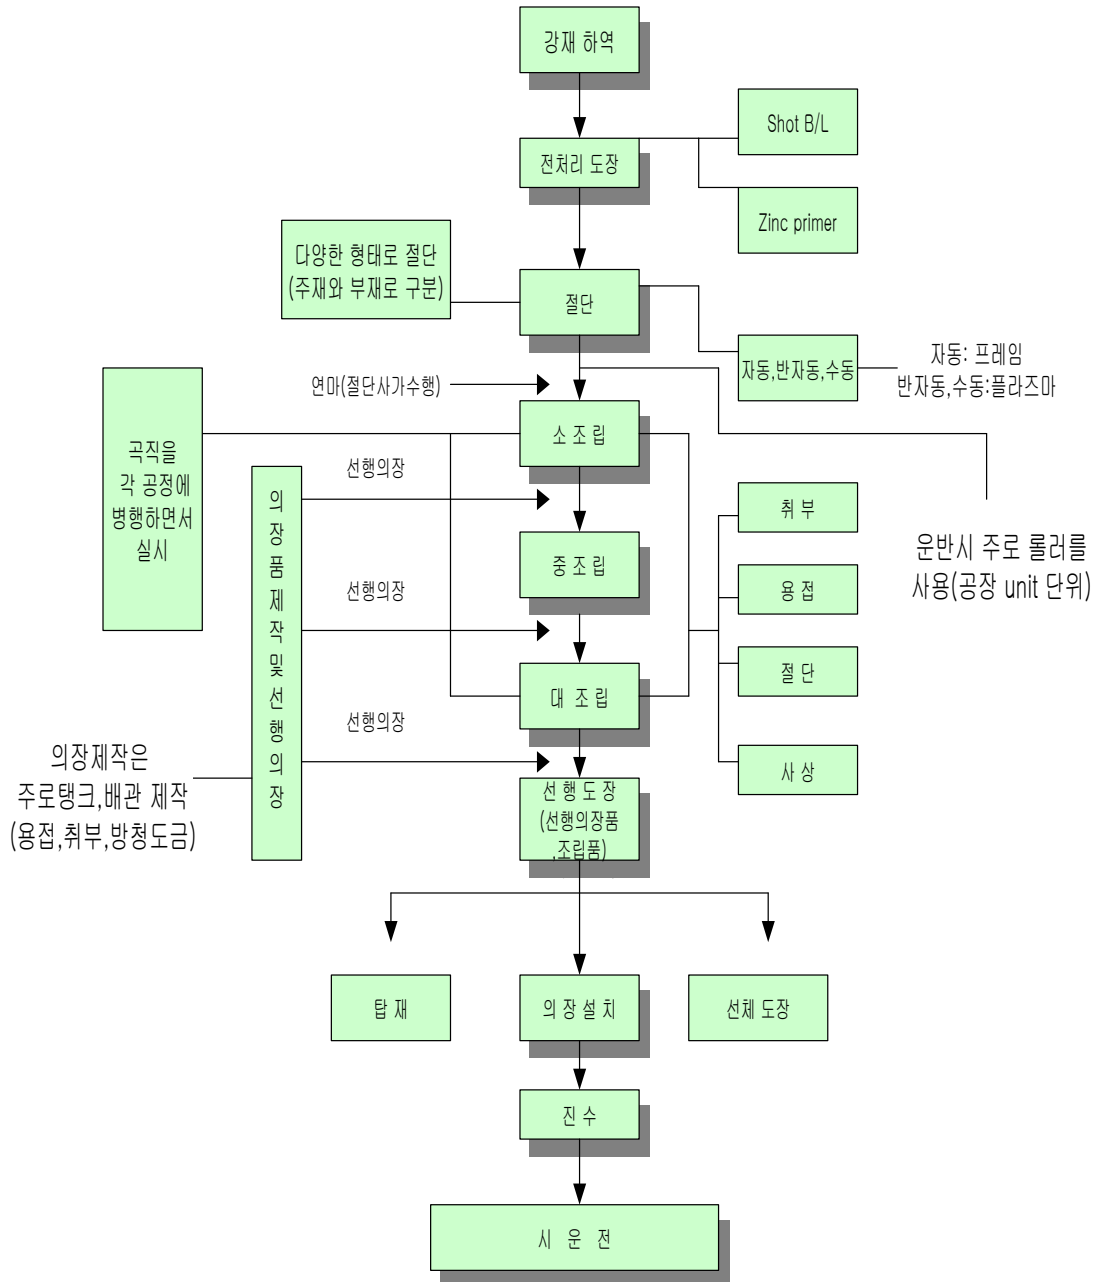 강재 하역
Shot B/L
전처리 도장
Zinc primer
다양한 형태로 절단
(주재와 부재로 구분)
절단
자동,반자동,수동
자동: 프레임
반자동,수동:플라즈마
연마(절단사가수행)
곡직을
각 공정에
병행하면서
실시
소 조 립
선행의장
의
장
품
제
작
및
선
행
의
장
취 부
운반시 주로 롤러를
사용(공장 unit 단위)
중 조 립
용 접
선행의장
절 단
대 조 립
선행의장
사 상
의장제작은
주로탱크,배관 제작
(용접,취부,방청도금)
선 행 도 장
(선행의장품
,조립품)
탑 재
의 장 설 치
선체 도장
진 수
시 운 전